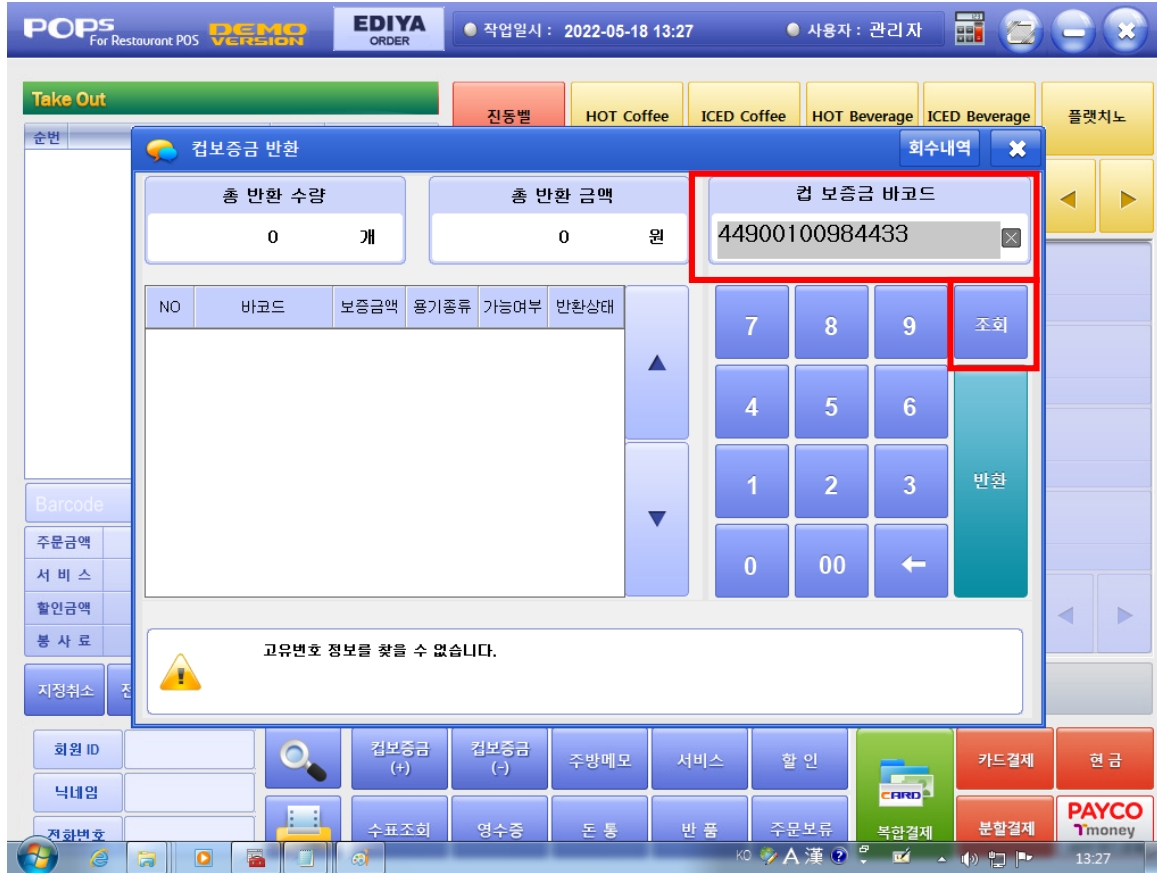 POPS
For Restaurant POS
DEMO
VERSION
EDIYA
ORDER
작업일시 : 2022-05-18 13:27
사용자 : 관리자
Take Out
진동벨
HOT Coffee
ICED Coffee
HOT Beverage
ICED Beverage
플랫치노
순번
컵보증금 반환
회수내역
총 반환 수량
총 반환 금액
컵 보증금 바코드
0 개
0 원
44900100984433
NO
바코드
보증금액
용기종류
가능여부
반환상태
7
8
9
조회
4
5
6
1
2
3
반환
0
00
Barcode
주문금액
서 비 스
할인금액
봉 사 료
고유번호 정보를 찾을 수 없습니다.
지정취소
회원 ID
컵보증금
(+)
컵보증금
(-)
주방메모
서비스
할 인
CARD
복합결제
카드결제
현 금
닉네임
전화번호
수표조회
영수증
돈 통
반 품
주문보류
분할결제
PAYCO
Tmoney
KO
A 漢
13:27